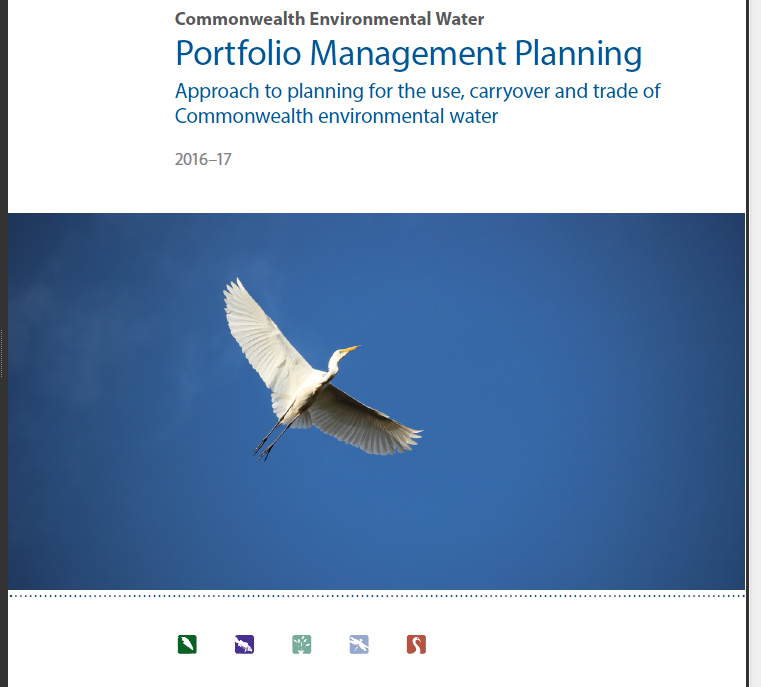 Commonwealth Environmental Water
Portfolio Management Planning
Approach to planning for the use, carryover and trade of
Commonwealth environmental water
2016–17